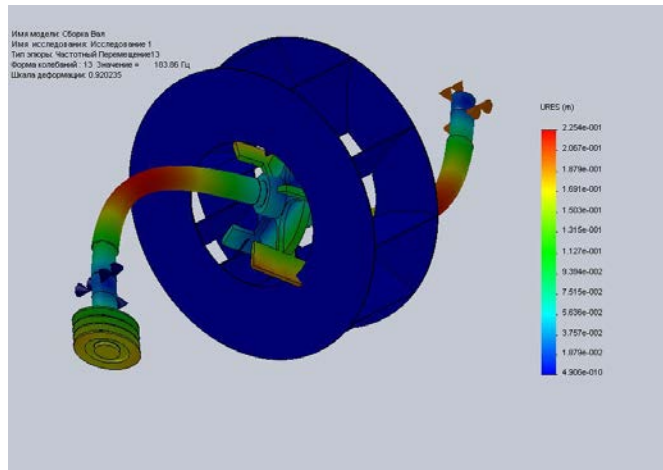 Имя модели: Сборка Вал
Имя исследования: Исследование 1
Тип эпюры: Частотный Перемещение13
Форма колебаний : 13 Значение = 183.86 Гц
Шкала деформации: 0.920235
URES (m)
2.254e-001
2.067e-001
1.879e-001
1.691e-001
1.503e-001
1.315e-001
1.127e-001
9.394e-002
7.515e-002
5.636e-002
3.757e-002
1.879e-002
4.906e-010